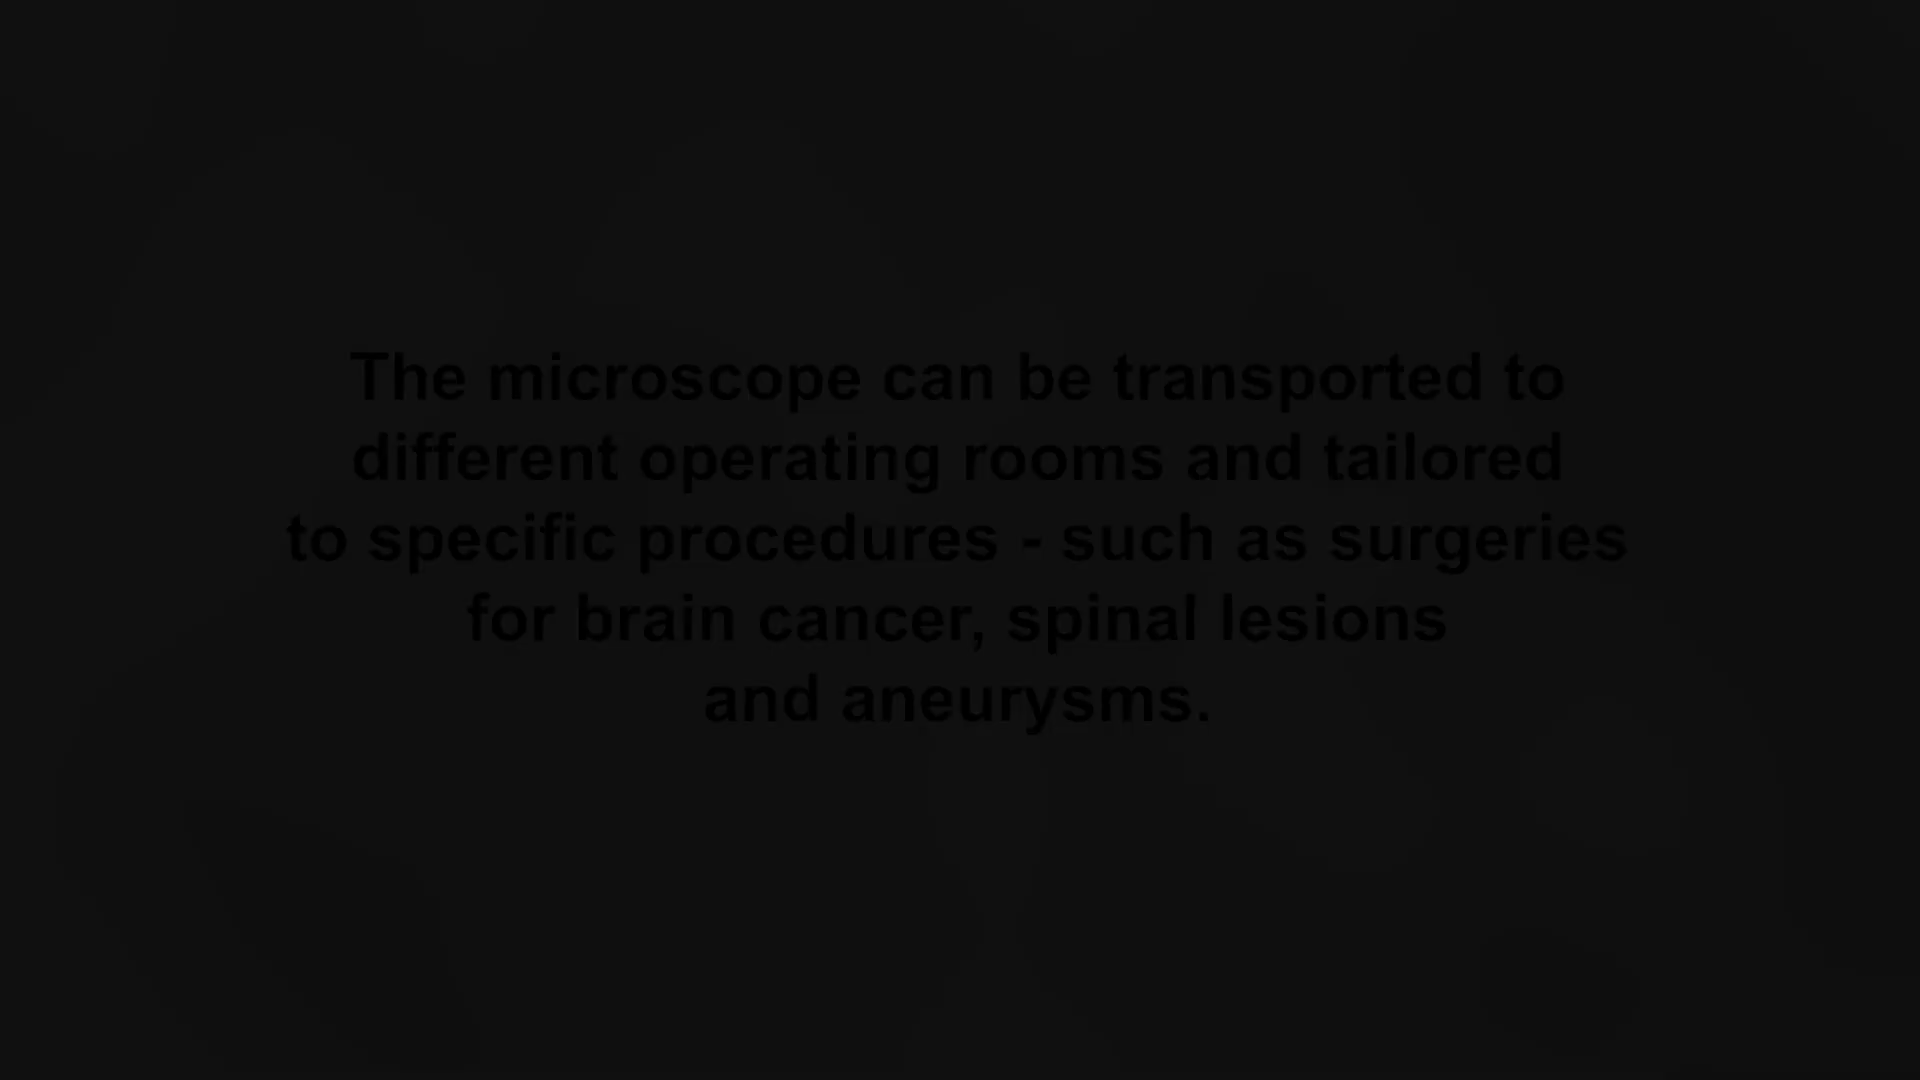 The microscope can be transported to
different operating rooms and tailored
to specific procedures - such as surgeries
for brain cancer, spinal lesions
and aneurysms.